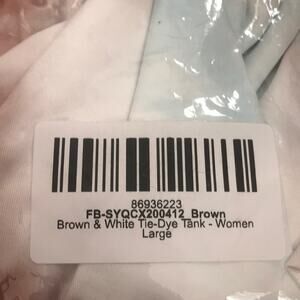 86936223
FB-SYQCX200412_Brown
Brown & White Tie-Dye Tank - Women
Large